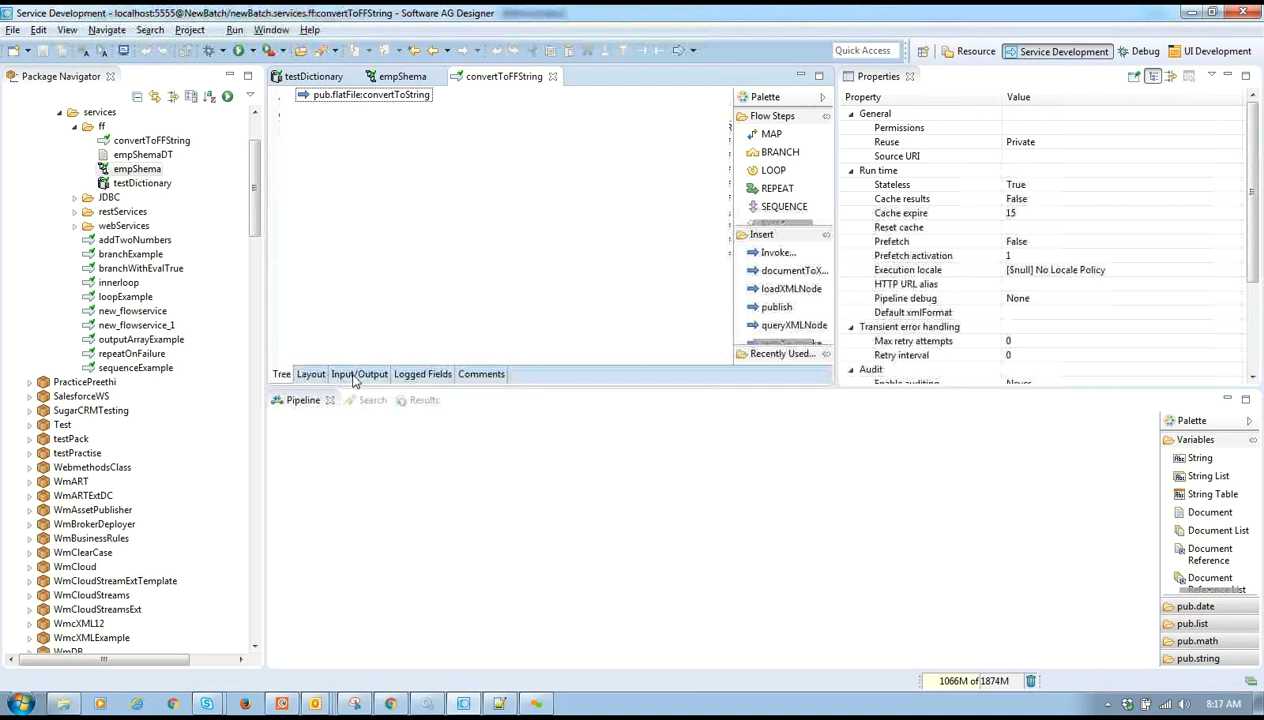 Service Development - localhost:5555@NewBatch/newBatch.services.ff:convertToFFString - Software AG Designer
File Edit View Navigate Search Project Run Window Help
Quick Access Resource Service Development Debug UI Development
Package Navigator
services
ff
convertToFFString
empShemaDT
empShema
testDictionary
JDBC
restServices
webServices
addTwoNumbers
branchExample
branchWithEvalTrue
innerloop
loopExample
new_flowservice
new_flowservice_1
outputArrayExample
repeatOnFailure
sequenceExample
PracticePreethi
SalesforceWS
SugarCRMTesting
Test
testPack
testPractise
WebmethodsClass
WmART
WmARTExtDC
WmAssetPublisher
WmBrokerDeployer
WmBusinessRules
WmClearCase
WmCloud
WmCloudStreamExtTemplate
WmCloudStreams
WmCloudStreamsExt
WmcXML12
WmcXMLExample
WmDB
testDictionary empShema convertToFFString
pub.flatFile:convertToString
Palette
Flow Steps
MAP
BRANCH
LOOP
REPEAT
SEQUENCE
Insert
Invoke...
documentToX...
loadXMLNode
publish
queryXMLNode
Recently Used...
Tree Layout Input/Output Logged Fields Comments
Properties
Property Value
General
Permissions
Reuse Private
Source URI
Run time
Stateless True
Cache results False
Cache expire 15
Reset cache
Prefetch False
Prefetch activation 1
Execution locale [$null] No Locale Policy
HTTP URL alias
Pipeline debug None
Default xmlFormat
Transient error handling
Max retry attempts 0
Retry interval 0
Audit
Enable auditing Never
Pipeline Search Results
Palette
Variables
String
String List
String Table
Document
Document List
Document
Reference
Document
Reference List
pub.date
pub.list
pub.math
pub.string
1066M of 1874M
8:17 AM